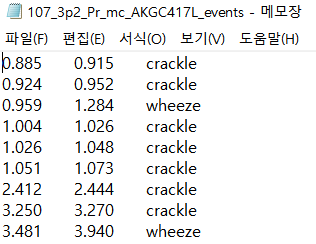 107_3p2_Pr_mc_AKGC417L_events - 메모장
파일(F) 편집(E) 서식(O) 보기(V) 도움말(H)
0.885 0.915 crackle
0.924 0.952 crackle
0.959 1.284 wheeze
1.004 1.026 crackle
1.026 1.048 crackle
1.051 1.073 crackle
2.412 2.444 crackle
3.250 3.270 crackle
3.481 3.940 wheeze